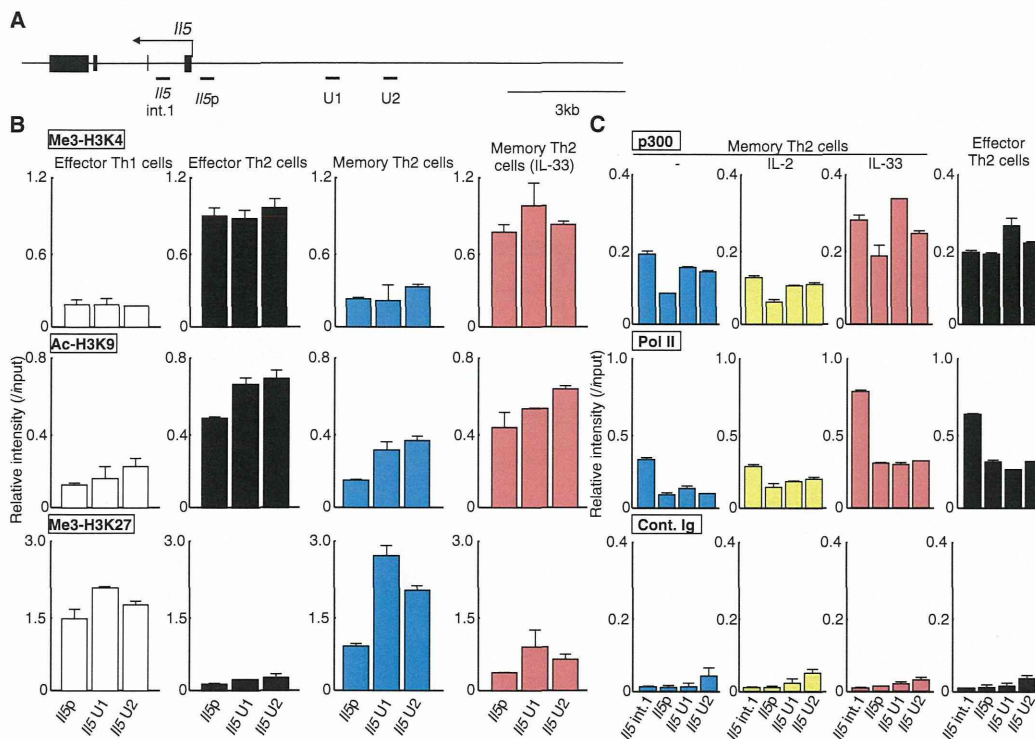 A
Il5
Il5 int.1
Il5p
U1
U2
3kb
B
Me3-H3K4
Effector Th1 cells
Effector Th2 cells
Memory Th2 cells
Memory Th2 cells (IL-33)
1.2
0.6
0
1.2
0.6
0
1.2
0.6
0
1.2
0.6
0
Ac-H3K9
0.8
0.4
0
0.8
0.4
0
0.8
0.4
0
0.8
0.4
0
Relative intensity (/input)
Me3-H3K27
3.0
1.5
0
3.0
1.5
0
3.0
1.5
0
3.0
1.5
0
Il5p
Il5 U1
Il5 U2
Il5p
Il5 U1
Il5 U2
Il5p
Il5 U1
Il5 U2
Il5p
Il5 U1
Il5 U2
C
p300
Memory Th2 cells
-
IL-2
IL-33
Effector Th2 cells
0.4
0.2
0
0.4
0.2
0
0.4
0.2
0
0.4
0.2
0
Pol II
1.0
0.5
0
1.0
0.5
0
1.0
0.5
0
1.0
0.5
0
Relative intensity (/input)
Cont. Ig
0.4
0.2
0
0.4
0.2
0
0.4
0.2
0
0.4
0.2
0
Il5 int.1
Il5p
Il5 U1
Il5 U2
Il5 int.1
Il5p
Il5 U1
Il5 U2
Il5 int.1
Il5p
Il5 U1
Il5 U2
Il5 int.1
Il5p
Il5 U1
Il5 U2